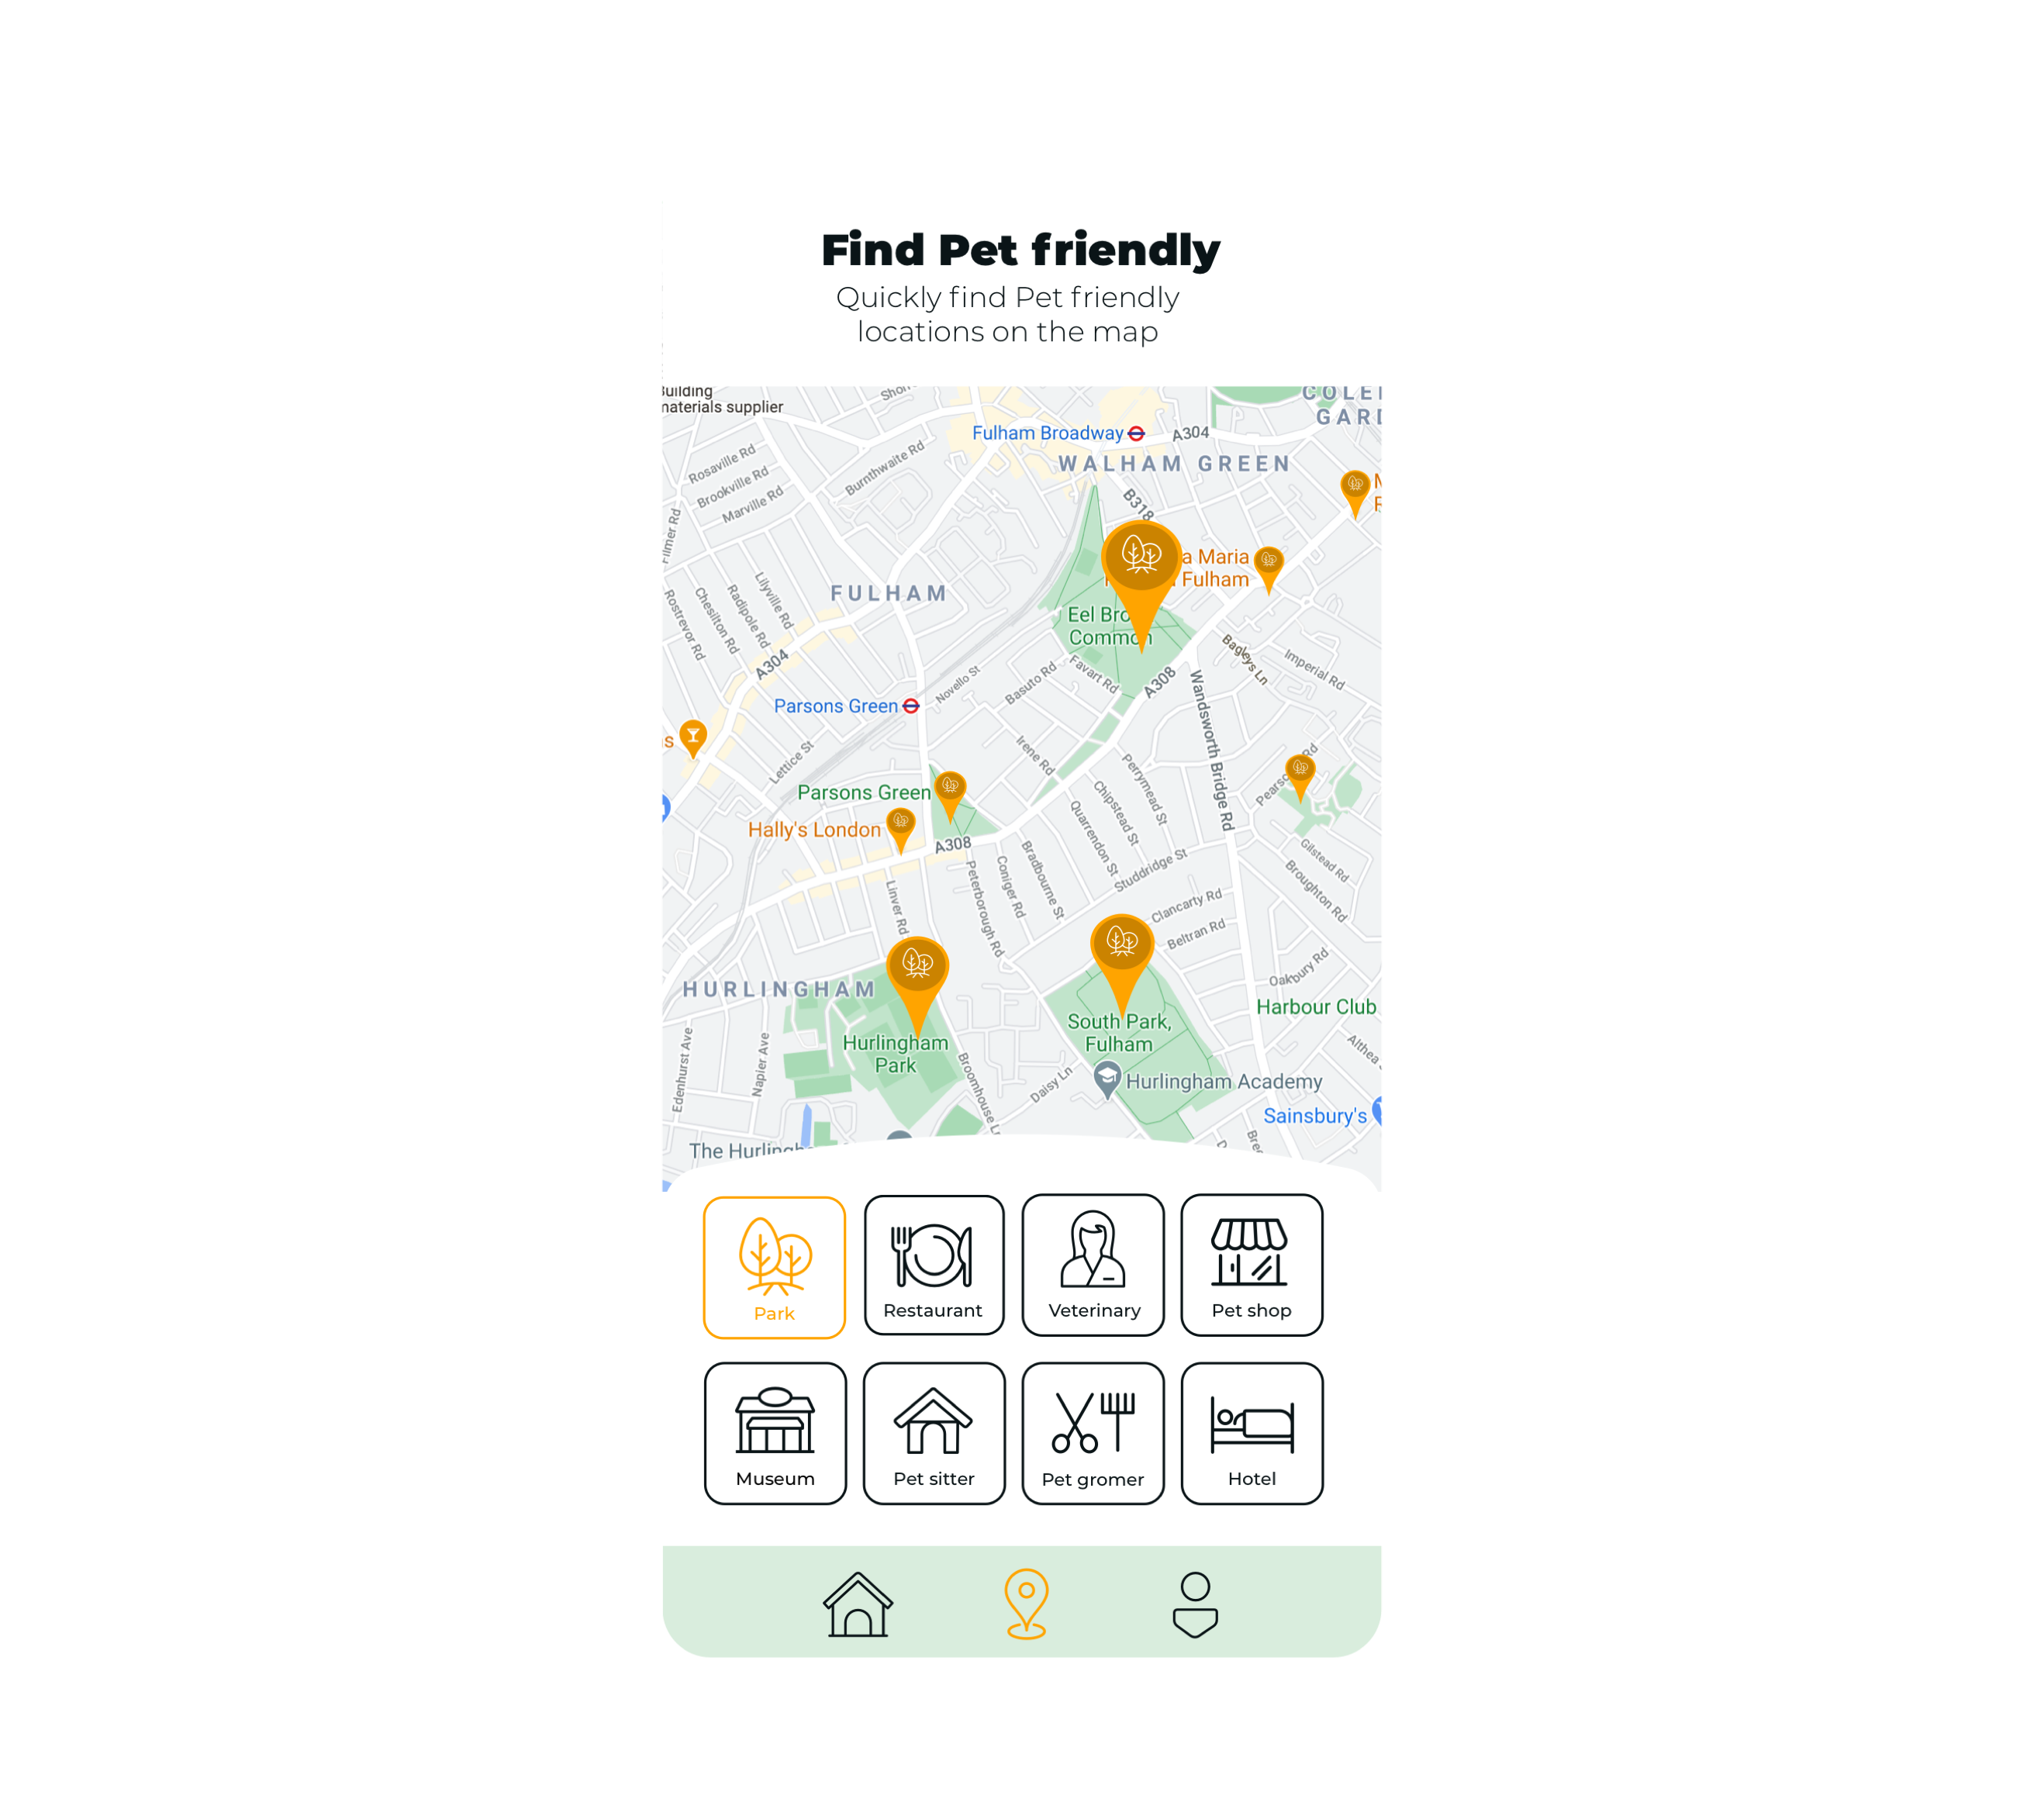 Find Pet friendly
Quickly find Pet friendly
locations on the map
materials supplier
COLE
GARD
Fulham Broadway
A304
WALHAM GREEN
Rosaville Rd
Brookville Rd
Marville Rd
Burnthwaite Rd
B318
Filmer Rd
a Maria
Fulham
FULHAM
Lilyville Rd
Radipole Rd
Chesilton Rd
Rostrevor Rd
Eel Bro
Common
A304
Bagleys Ln
Imperial Rd
Favart Rd
Basuto Rd
Novello St
A308
Parsons Green
Wandsworth Bridge Rd
Lettice St
Irene Rd
Perrymead St
Parsons Green
Chipstead St
Quarrendon St
Hally's London
A308
Gilstead Rd
Broughton Rd
Studdridge St
Bradbourne St
Coniger Rd
Peterborough Rd
Linver Rd
Clancarty Rd
Beltran Rd
Oakbury Rd
HURLINGHAM
Harbour Club
South Park,
Fulham
Hurlingham
Park
Althea
Edenhurst Ave
Napier Ave
Broomhouse Ln
Daisy Ln
Hurlingham Academy
Sainsbury's
The Hurlingh
Park
Restaurant
Veterinary
Pet shop
Museum
Pet sitter
Pet gromer
Hotel